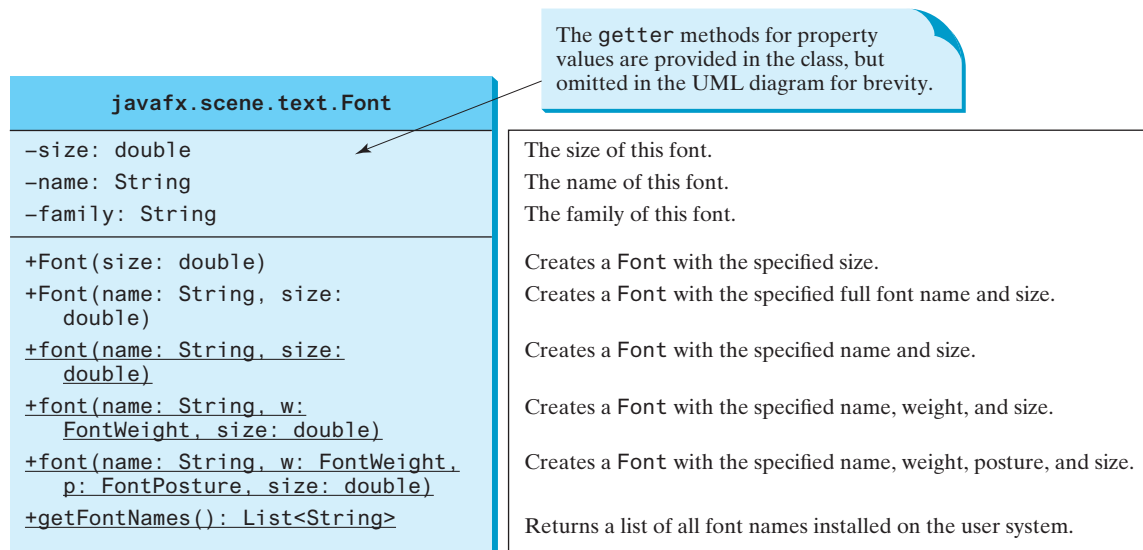 The getter methods for property
values are provided in the class, but
omitted in the UML diagram for brevity.
javafx.scene.text.Font
–size: double
The size of this font.
–name: String
The name of this font.
–family: String
The family of this font.
+Font(size: double)
Creates a Font with the specified size.
+Font(name: String, size:
double)
Creates a Font with the specified full font name and size.
+font(name: String, size:
double)
Creates a Font with the specified name and size.
+font(name: String, w:
FontWeight, size: double)
Creates a Font with the specified name, weight, and size.
+font(name: String, w: FontWeight,
p: FontPosture, size: double)
Creates a Font with the specified name, weight, posture, and size.
+getFontNames(): List<String>
Returns a list of all font names installed on the user system.